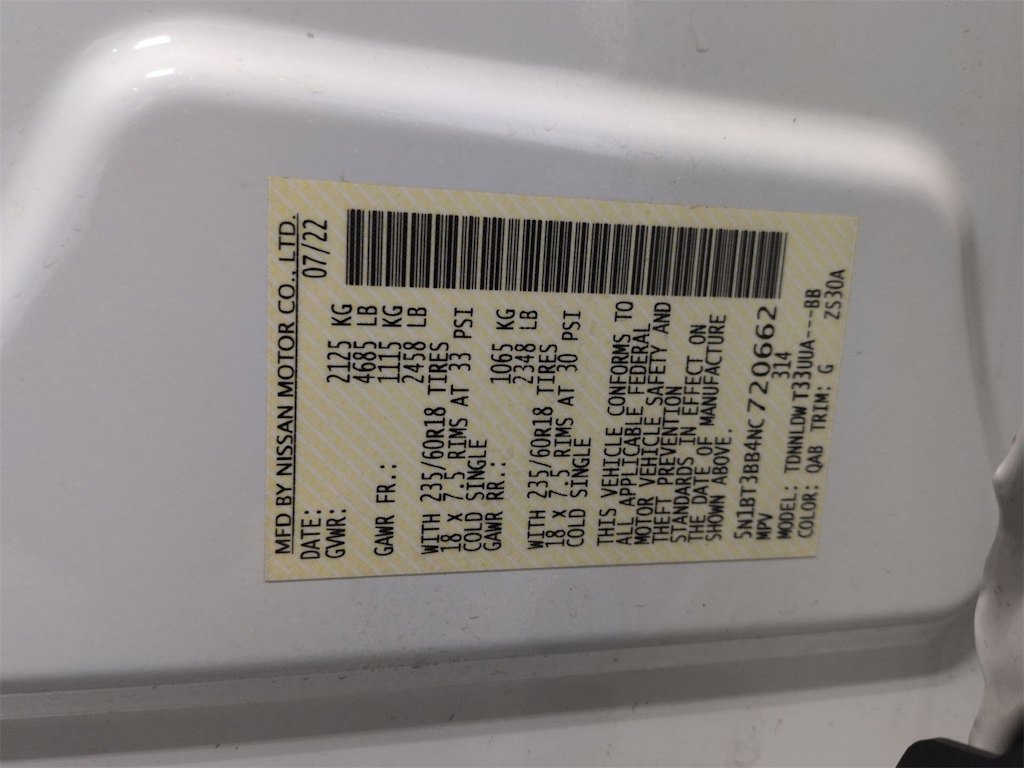 MFD BY NISSAN MOTOR CO., LTD.
DATE: 07/22
GVWR: 2125 KG
4685 LB
GAWR FR.: 1115 KG
2458 LB
WITH 235/60R18 TIRES
18 x 7.5 RIMS AT 33 PSI
COLD SINGLE
GAWR RR.: 1065 KG
2348 LB
WITH 235/60R18 TIRES
18 x 7.5 RIMS AT 30 PSI
COLD SINGLE
THIS VEHICLE CONFORMS TO
ALL APPLICABLE FEDERAL
MOTOR VEHICLE SAFETY AND
THEFT PREVENTION
STANDARDS IN EFFECT ON
THE DATE OF MANUFACTURE
SHOWN ABOVE.
5N1BT3BB4NC720662
MPV 314
MODEL: TDNNLDW T33UUA---BB
COLOR: QAB TRIM: G ZS30A